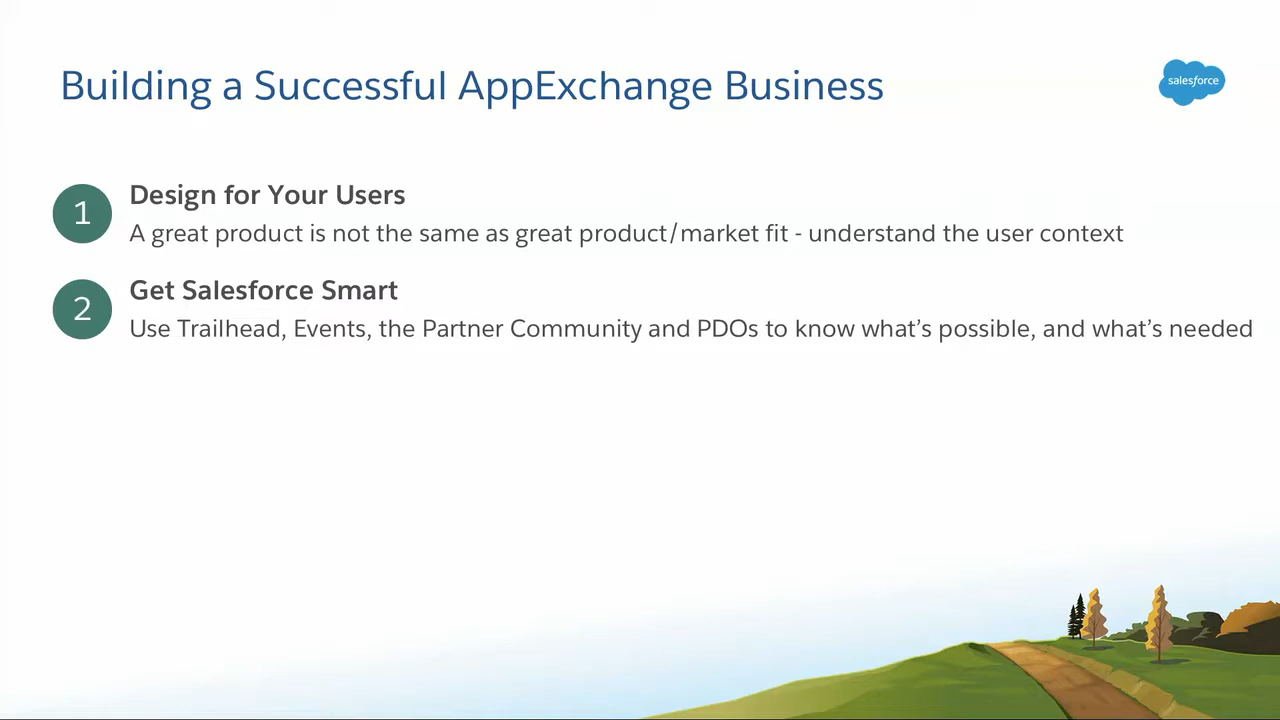 Building a Successful AppExchange Business
salesforce
1
Design for Your Users
A great product is not the same as great product/market fit - understand the user context
2
Get Salesforce Smart
Use Trailhead, Events, the Partner Community and PDOs to know what’s possible, and what’s needed